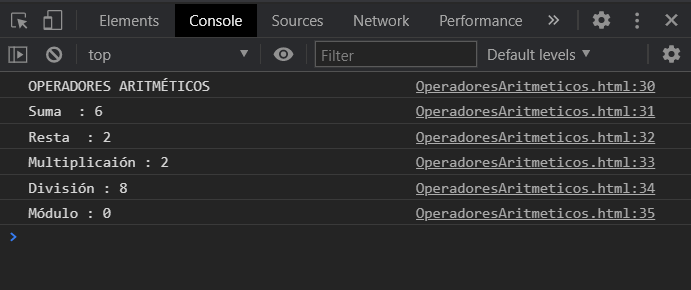 Elements Console Sources Network Performance »
top Filter Default levels
OPERADORES ARITMÉTICOS OperadoresAritmeticos.html:30
Suma : 6 OperadoresAritmeticos.html:31
Resta : 2 OperadoresAritmeticos.html:32
Multiplicaión : 2 OperadoresAritmeticos.html:33
División : 8 OperadoresAritmeticos.html:34
Módulo : 0 OperadoresAritmeticos.html:35
>